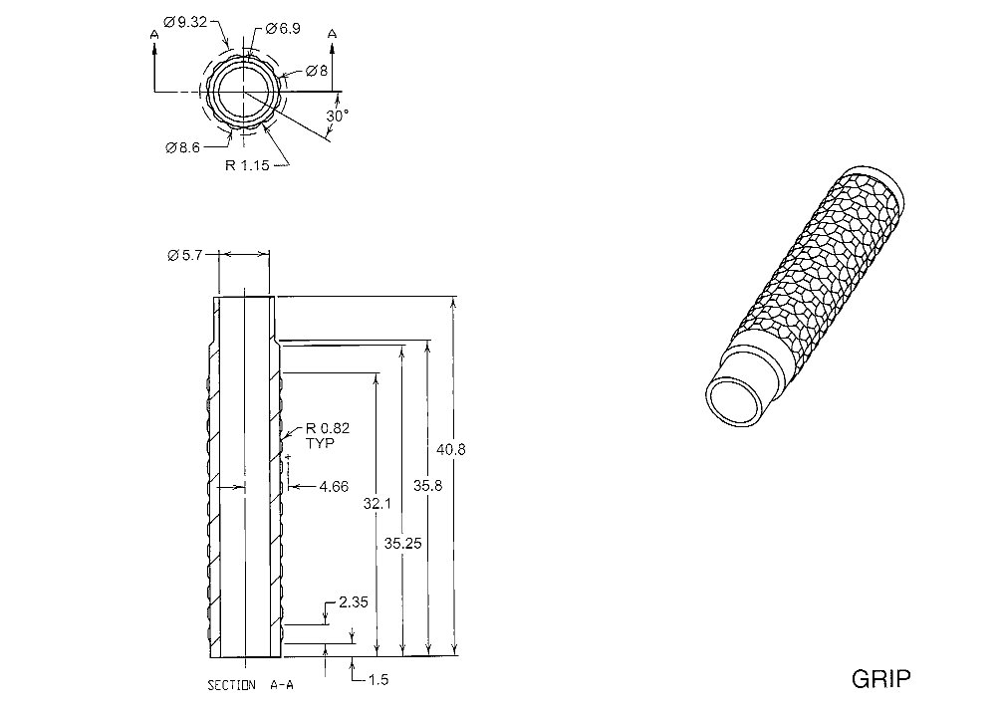 Ø9.32
Ø6.9
A
A
Ø8
30°
Ø8.6
R 1.15
Ø5.7
R 0.82
TYP
40.8
4.66
35.8
32.1
35.25
2.35
1.5
SECTION A-A
GRIP